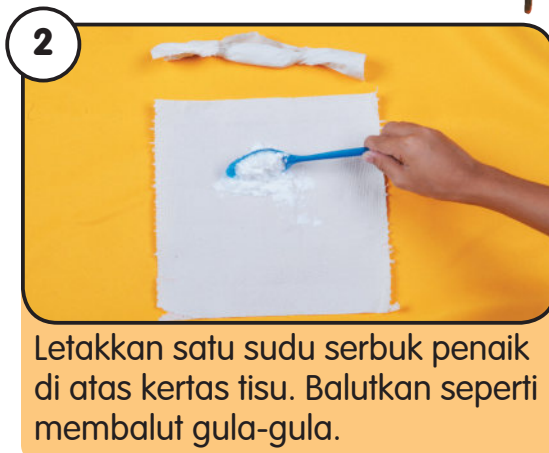 2
Letakkan satu sudu serbuk penaik
di atas kertas tisu. Balutkan seperti
membalut gula-gula.